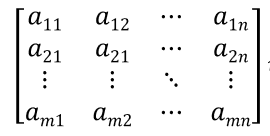 a₁₁ a₁₂ ⋯ a₁ₙ
a₂₁ a₂₁ ⋯ a₂ₙ
⋮ ⋮ ⋱ ⋮
aₘ₁ aₘ₂ ⋯ aₘₙ